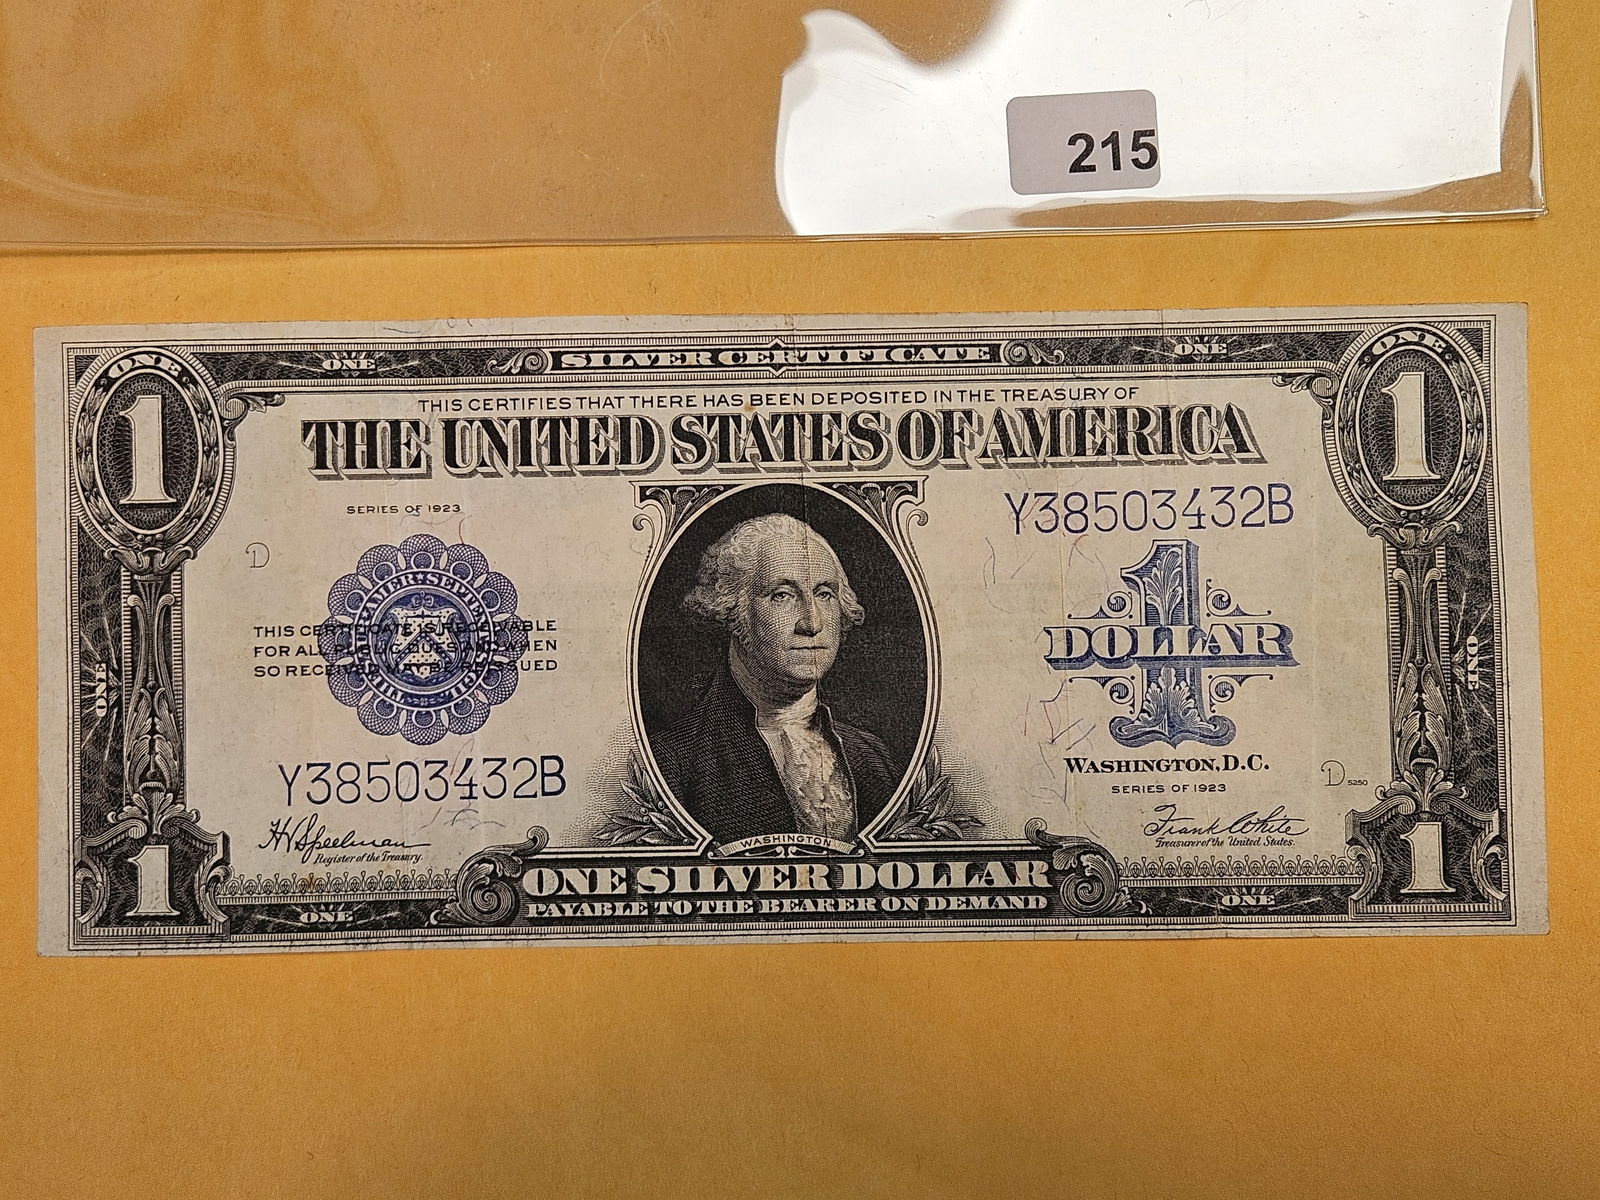 215
ONE
SILVER CERTIFICATE
ONE
ONE
ONE
1
1
THIS CERTIFIES THAT THERE HAS BEEN DEPOSITED IN THE TREASURY OF
THE UNITED STATES OF AMERICA
SERIES OF 1923
Y38503432B
D
THIS CERTIFICATE IS RECEIVABLE
FOR ALL PUBLIC DUES AND WHEN
SO RECEIVED MAY BE REISSUED
1
DOLLAR
ONE
ONE
WASHINGTON, D.C.
SERIES OF 1923
D 5250
Y38503432B
H V Speelman
Register of the Treasury.
WASHINGTON
Frank White
Treasurer of the United States.
1
ONE SILVER DOLLAR
1
ONE
PAYABLE TO THE BEARER ON DEMAND
ONE